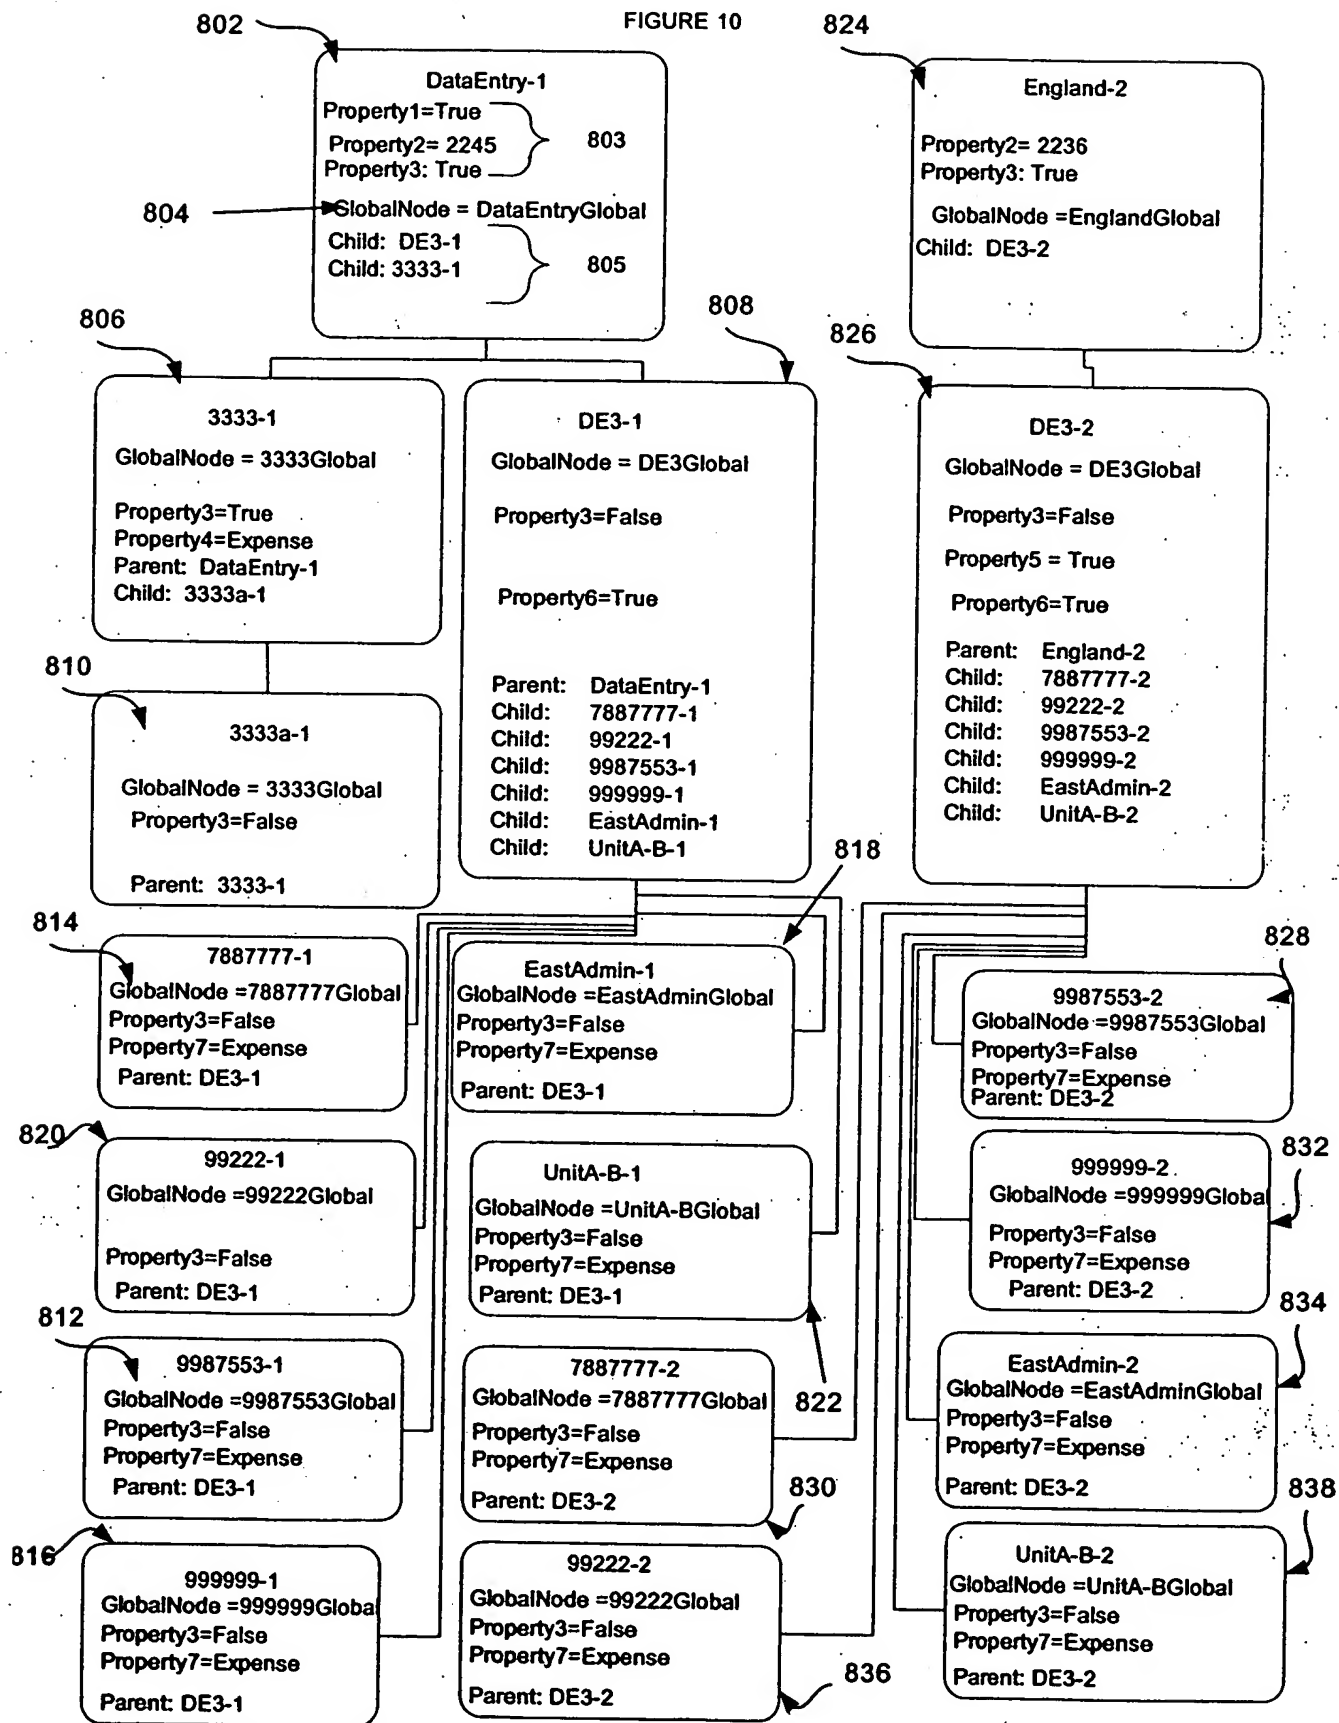 FIGURE 10
802
DataEntry-1
Property1=True
Property2= 2245
Property3: True
803
804
GlobalNode = DataEntryGlobal
Child: DE3-1
Child: 3333-1
805
824
England-2
Property2= 2236
Property3: True
GlobalNode =EnglandGlobal
Child: DE3-2
806
3333-1
GlobalNode = 3333Global
Property3=True
Property4=Expense
Parent: DataEntry-1
Child: 3333a-1
808
DE3-1
GlobalNode = DE3Global
Property3=False
Property6=True
Parent: DataEntry-1
Child: 7887777-1
Child: 99222-1
Child: 9987553-1
Child: 999999-1
Child: EastAdmin-1
Child: UnitA-B-1
826
DE3-2
GlobalNode = DE3Global
Property3=False
Property5 = True
Property6=True
Parent: England-2
Child: 7887777-2
Child: 99222-2
Child: 9987553-2
Child: 999999-2
Child: EastAdmin-2
Child: UnitA-B-2
810
3333a-1
GlobalNode = 3333Global
Property3=False
Parent: 3333-1
814
7887777-1
GlobalNode =7887777Global
Property3=False
Property7=Expense
Parent: DE3-1
818
EastAdmin-1
GlobalNode =EastAdminGlobal
Property3=False
Property7=Expense
Parent: DE3-1
828
9987553-2
GlobalNode =9987553Global
Property3=False
Property7=Expense
Parent: DE3-2
820
99222-1
GlobalNode =99222Global
Property3=False
Parent: DE3-1
UnitA-B-1
GlobalNode =UnitA-BGlobal
Property3=False
Property7=Expense
Parent: DE3-1
822
832
999999-2
GlobalNode =999999Global
Property3=False
Property7=Expense
Parent: DE3-2
812
9987553-1
GlobalNode =9987553Global
Property3=False
Property7=Expense
Parent: DE3-1
7887777-2
GlobalNode =7887777Global
Property3=False
Property7=Expense
Parent: DE3-2
830
834
EastAdmin-2
GlobalNode =EastAdminGlobal
Property3=False
Property7=Expense
Parent: DE3-2
816
999999-1
GlobalNode =999999Global
Property3=False
Property7=Expense
Parent: DE3-1
99222-2
GlobalNode =99222Global
Property3=False
Property7=Expense
Parent: DE3-2
836
838
UnitA-B-2
GlobalNode =UnitA-BGlobal
Property3=False
Property7=Expense
Parent: DE3-2